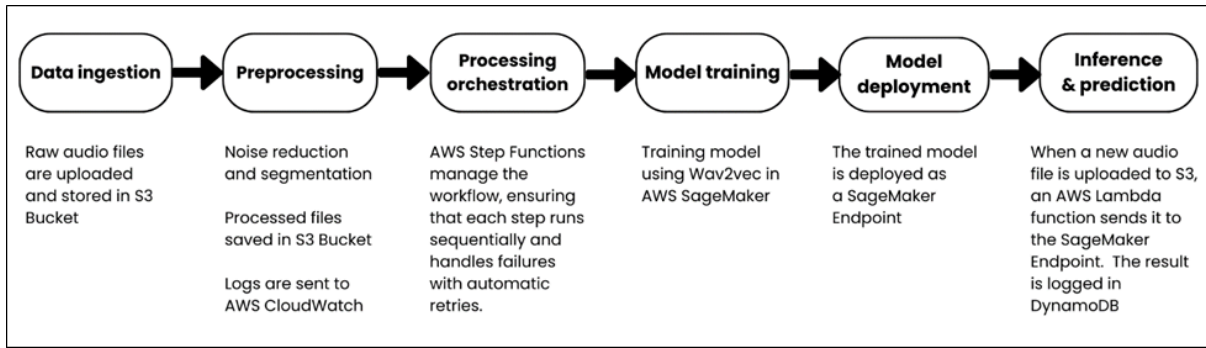 Data ingestion
Preprocessing
Processing
orchestration
Model training
Model
deployment
Inference
& prediction
Raw audio files
are uploaded
and stored in S3
Bucket
Noise reduction
and segmentation
Processed files
saved in S3 Bucket
Logs are sent to
AWS CloudWatch
AWS Step Functions
manage the
workflow, ensuring
that each step runs
sequentially and
handles failures
with automatic
retries.
Training model
using Wav2vec in
AWS SageMaker
The trained model
is deployed as
a SageMaker
Endpoint
When a new audio
file is uploaded to S3,
an AWS Lambda
function sends it to
the SageMaker
Endpoint. The result
is logged in
DynamoDB